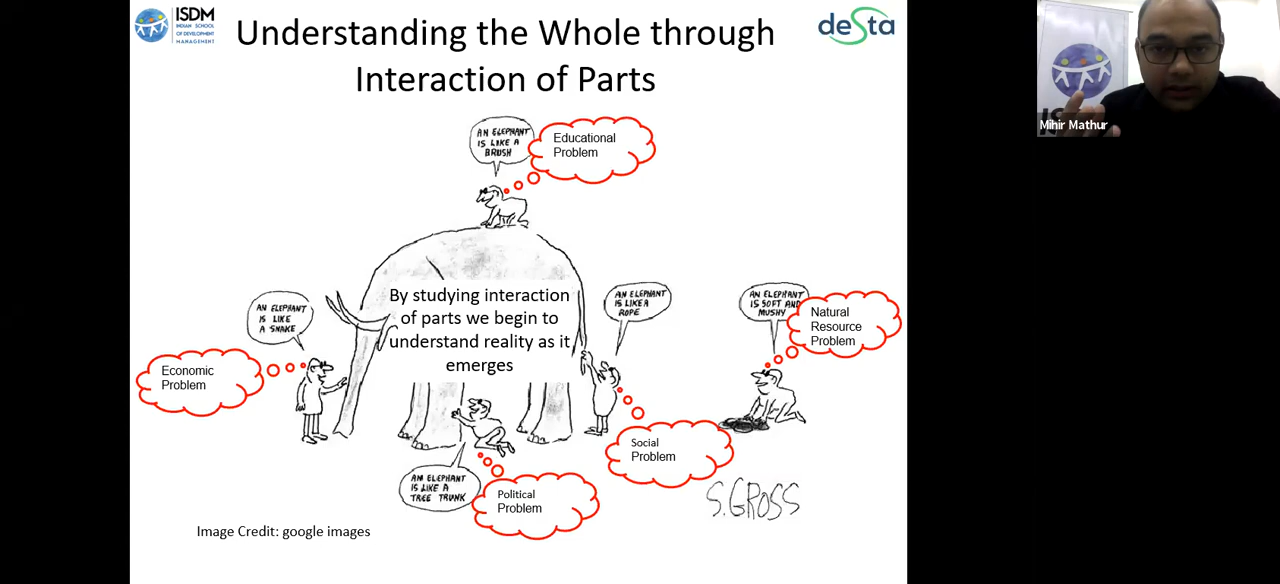 ISDM
INDIAN SCHOOL
OF DEVELOPMENT
MANAGEMENT
Understanding the Whole through
Interaction of Parts
deSta
Mihir Mathur
AN ELEPHANT
IS LIKE A
BRUSH
Educational
Problem
AN ELEPHANT
IS LIKE
A SNAKE
By studying interaction
of parts we begin to
understand reality as it
emerges
AN ELEPHANT
IS LIKE A
ROPE
AN ELEPHANT
IS SOFT AND
MUSHY
Natural
Resource
Problem
Economic
Problem
Social
Problem
AN ELEPHANT
IS LIKE A
TREE TRUNK
Political
Problem
S.GROSS
Image Credit: google images